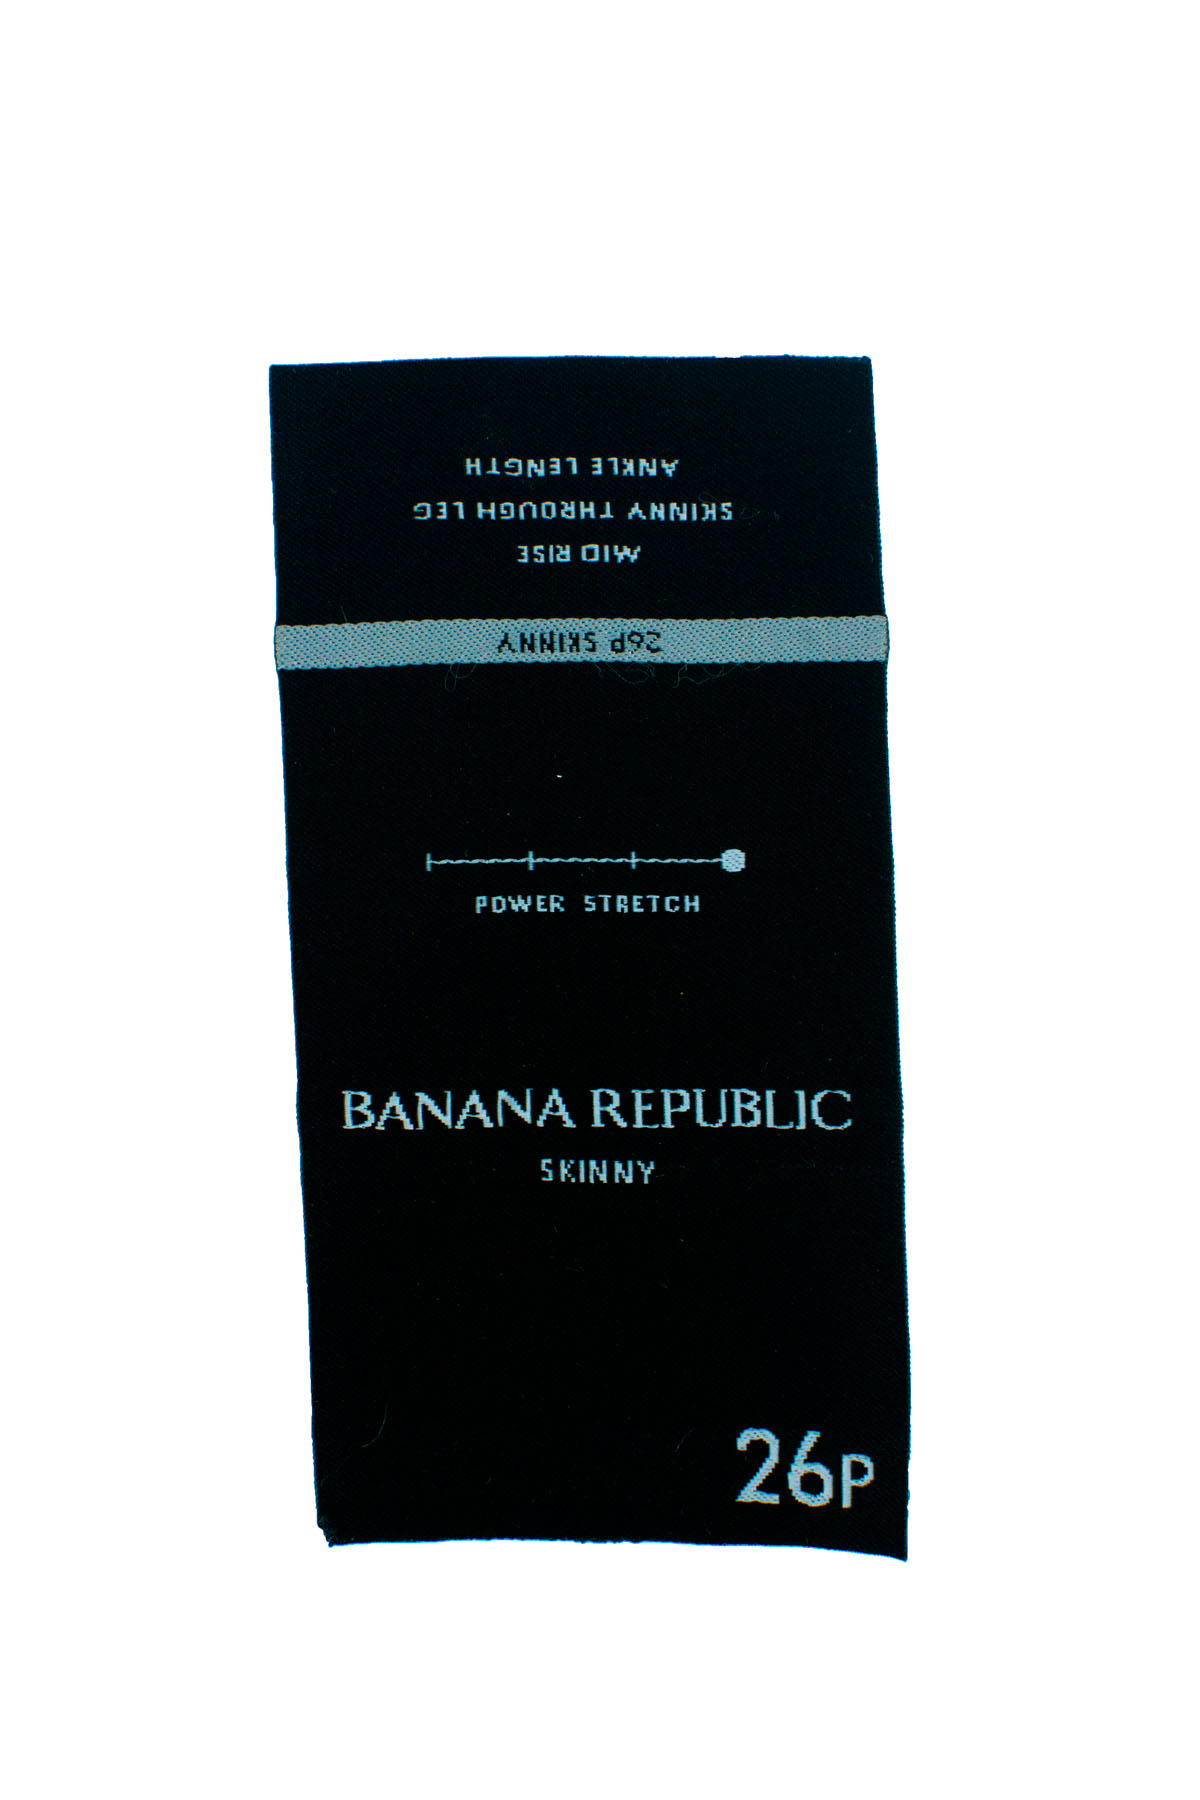 ANKLE LENGTH
SKINNY THROUGH LEG
MID RISE
26P SKINNY
POWER STRETCH
BANANA REPUBLIC
SKINNY
26P